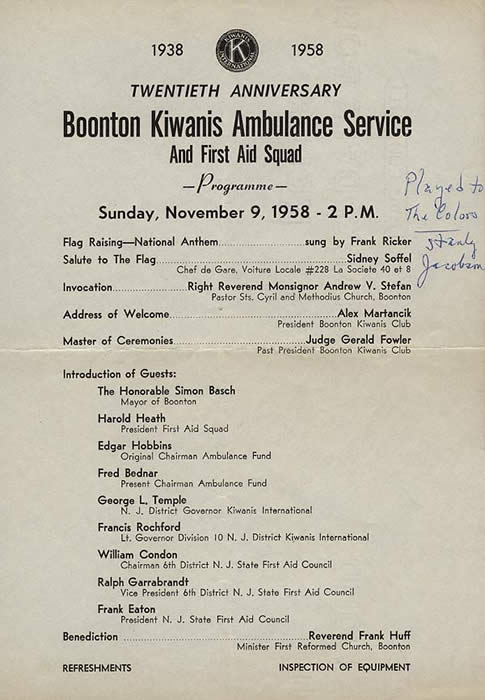 1938 KIWANIS INTERNATIONAL K 1958
TWENTIETH ANNIVERSARY
Boonton Kiwanis Ambulance Service
And First Aid Squad
—Programme—
Sunday, November 9, 1958 - 2 P.M.
Played to
The Colors
Stanly
Jacobsen
Flag Raising—National Anthem......................sung by Frank Ricker
Salute to The Flag..................................................Sidney Soffel
Chef de Gare, Voiture Locale #228 La Societe 40 et 8
Invocation....................Right Reverend Monsignor Andrew V. Stefan
Pastor Sts. Cyril and Methodius Church, Boonton
Address of Welcome............................................Alex Martancik
President Boonton Kiwanis Club
Master of Ceremonies....................................Judge Gerald Fowler
Past President Boonton Kiwanis Club
Introduction of Guests:
The Honorable Simon Basch
Mayor of Boonton
Harold Heath
President First Aid Squad
Edgar Hobbins
Original Chairman Ambulance Fund
Fred Bednar
Present Chairman Ambulance Fund
George L. Temple
N. J. District Governor Kiwanis International
Francis Rochford
Lt. Governor Division 10 N. J. District Kiwanis International
William Condon
Chairman 6th District N. J. State First Aid Council
Ralph Garrabrandt
Vice President 6th District N. J. State First Aid Council
Frank Eaton
President N. J. State First Aid Council
Benediction ..................................................Reverend Frank Huff
Minister First Reformed Church, Boonton
REFRESHMENTS INSPECTION OF EQUIPMENT